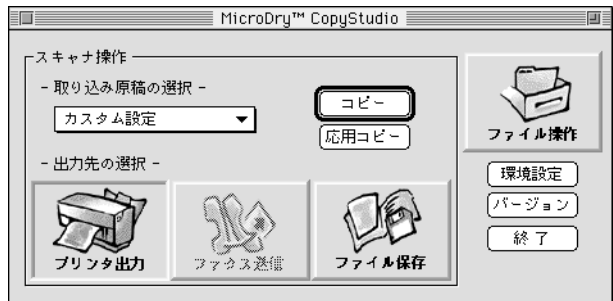 MicroDry™ CopyStudio
スキャナ操作
- 取り込み原稿の選択 -
カスタム設定
コピー
応用コピー
- 出力先の選択 -
プリンタ出力
ファクス送信
ファイル保存
ファイル操作
環境設定
バージョン
終 了